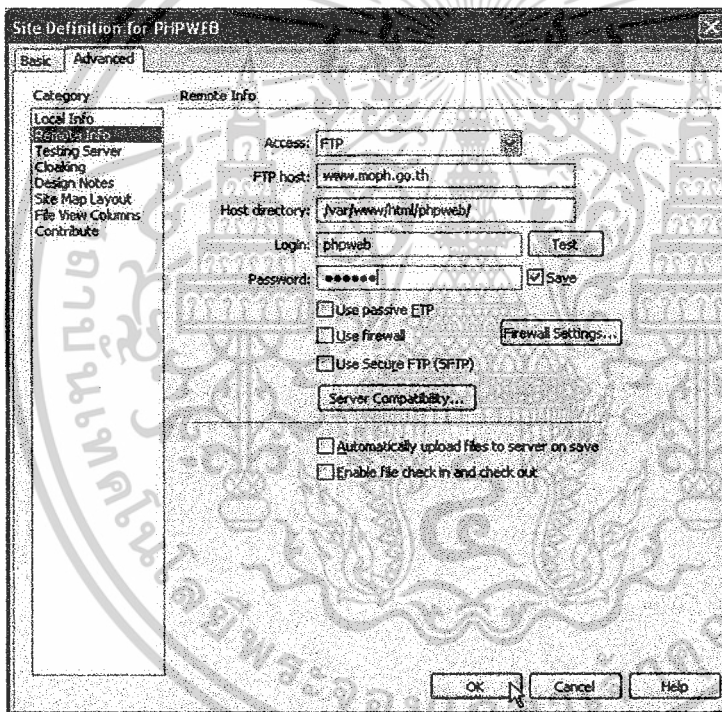 Site Definition for PHPWEB
Basic Advanced
Category
Local Info
Remote Info
Testing Server
Cloaking
Design Notes
Site Map Layout
File View Columns
Contribute
Remote Info
Access: FTP
FTP host: www.moph.go.th
Host directory: /var/www/html/phpweb/
Login: phpweb Test
Password: ●●●●●● Save
Use passive FTP
Use firewall Firewall Settings...
Use Secure FTP (SFTP)
Server Compatibility...
Automatically upload files to server on save
Enable file check in and check out
OK Cancel Help